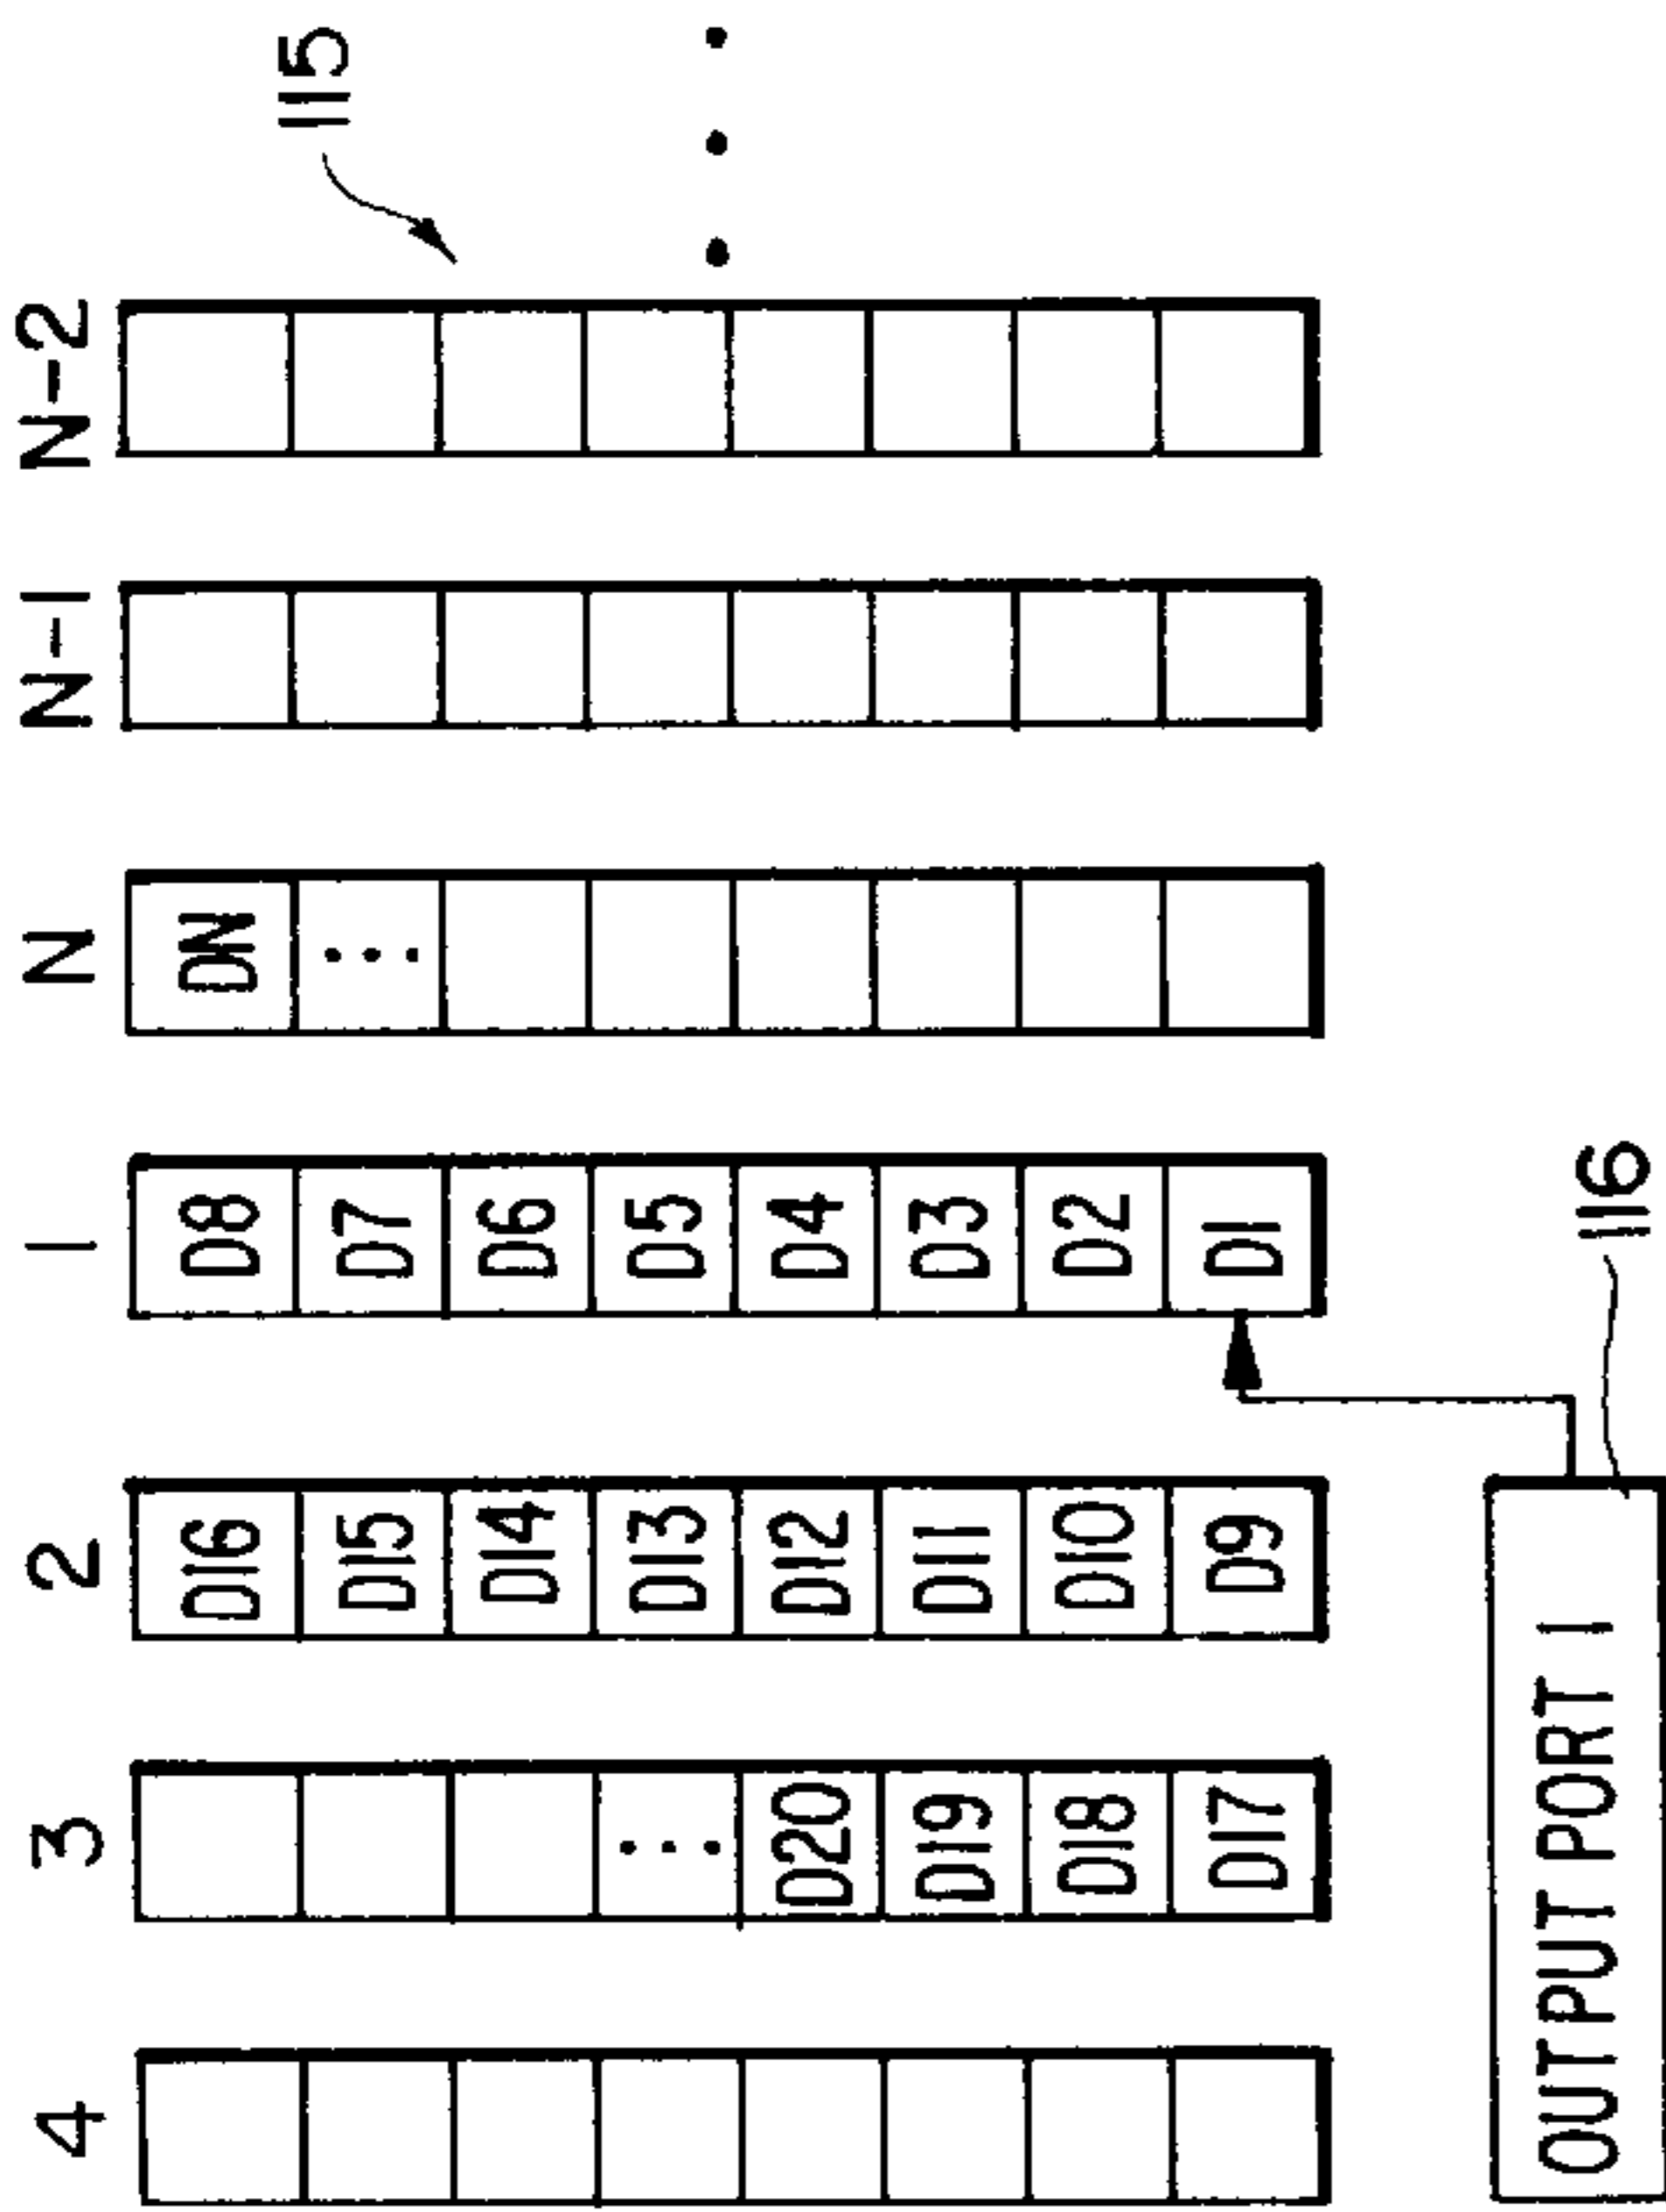 4 3 2 1 N N-1 N-2
D16 D8 DN
D15 D7 ...
115
D14 D6
... D13 D5
D20 D12 D4
...
D19 D11 D3
D18 D10 D2
D17 D9 D1
OUTPUT PORT 1
116